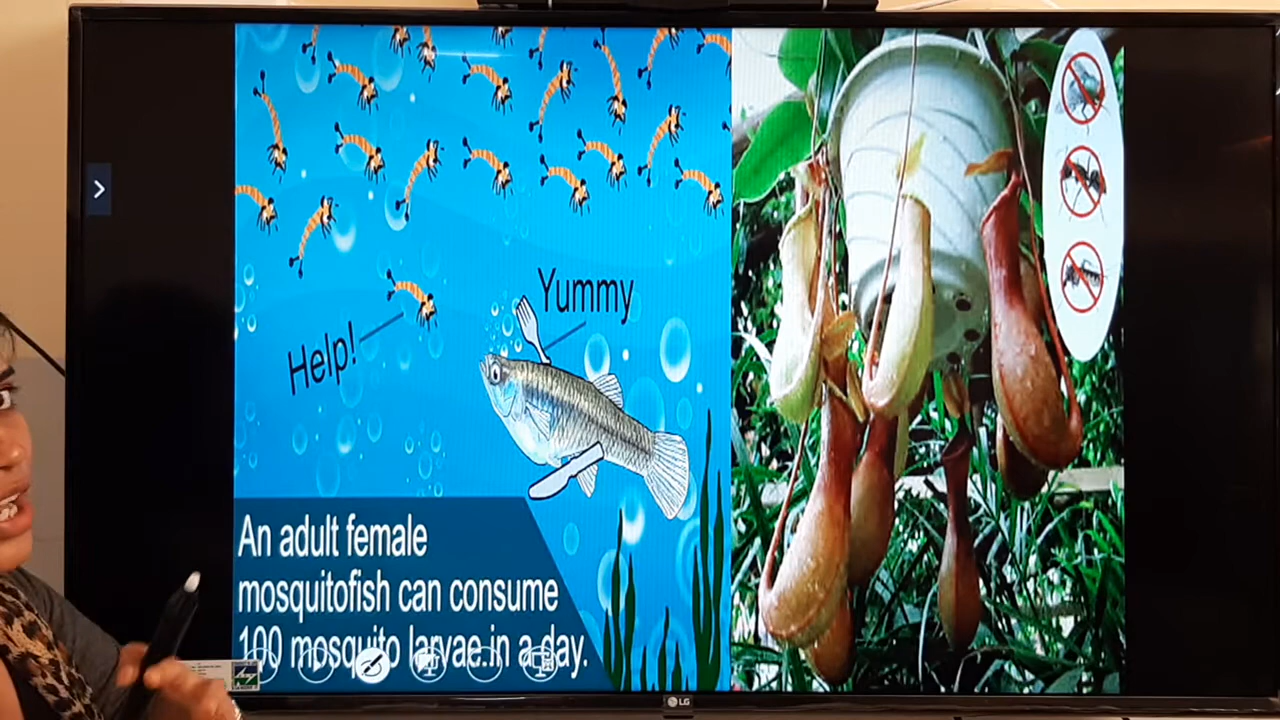 Yummy
Help!
An adult female
mosquitofish can consume
100 mosquito larvae in a day.
LG